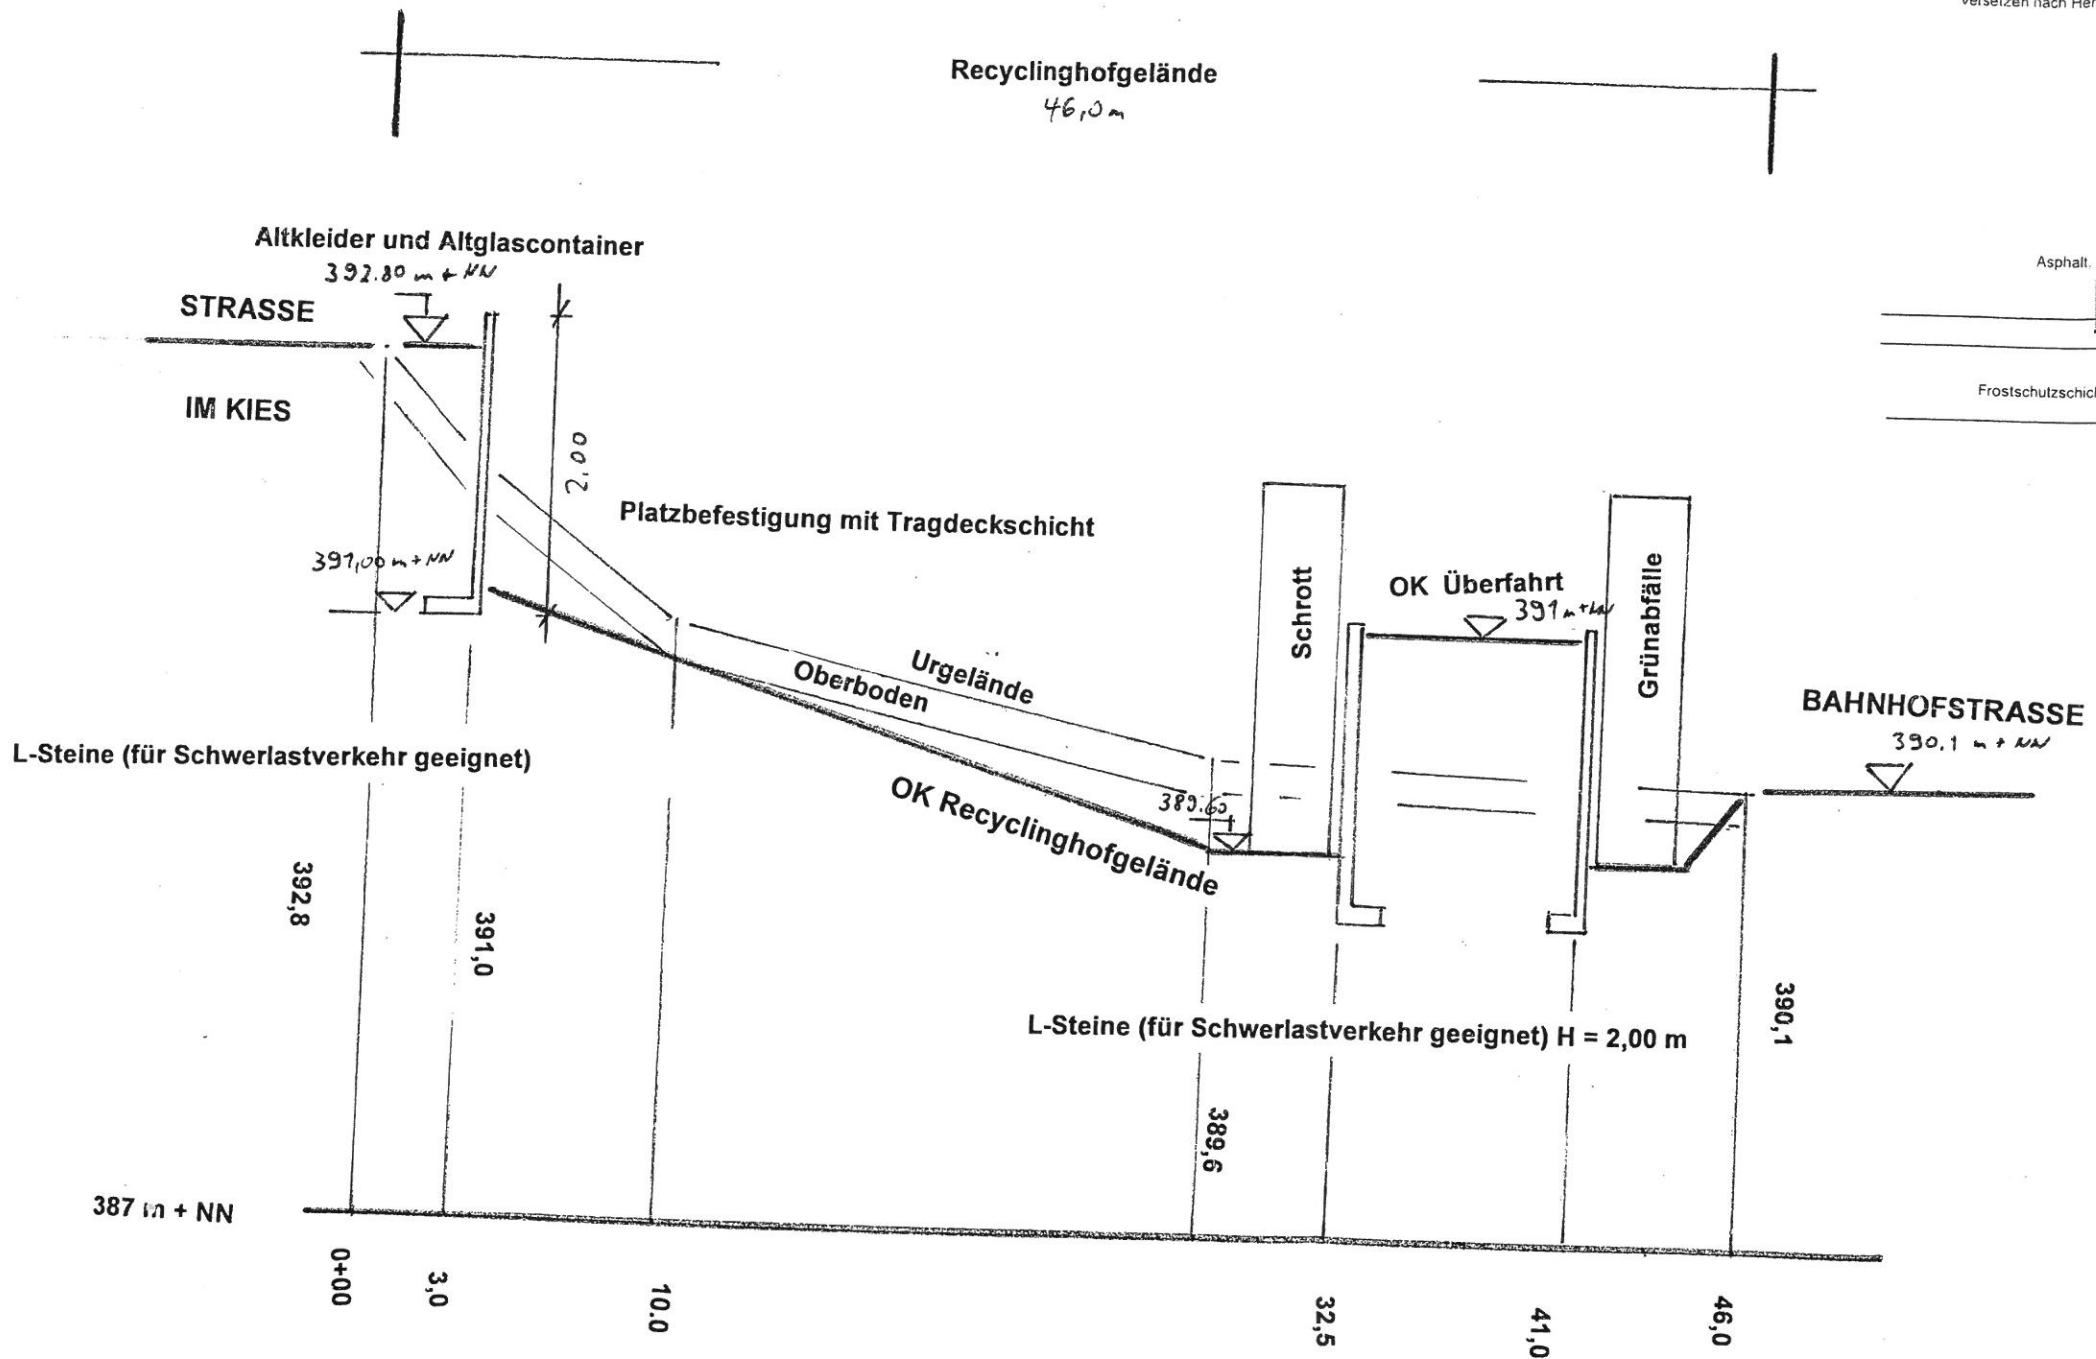 Versetzen nach Her
Recyclinghofgelände
46,0 m
Altkleider und Altglascontainer
392.80 m + NN
STRASSE
IM KIES
Asphalt.
Frostschutzschich
2.00
Platzbefestigung mit Tragdeckschicht
391,00 m + NN
Schrott
OK Überfahrt
391 m + NN
Grünabfälle
Urgelände
Oberboden
BAHNHOFSTRASSE
390.1 m + NN
L-Steine (für Schwerlastverkehr geeignet)
OK Recyclinghofgelände
389.60
392,8
391,0
390,1
L-Steine (für Schwerlastverkehr geeignet) H = 2,00 m
389,6
387 m + NN
0+00
3,0
10.0
32,5
41,0
46,0